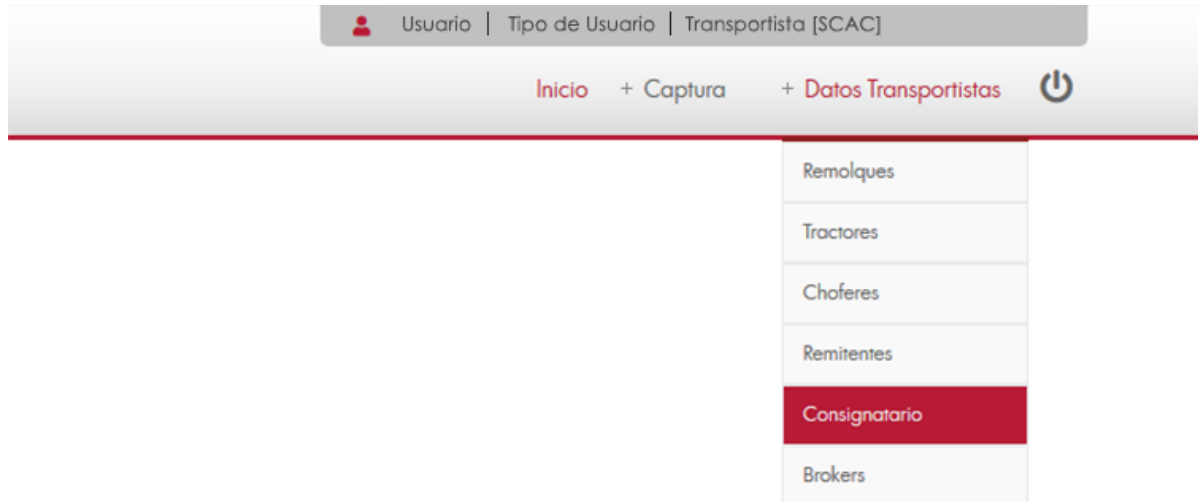 Usuario | Tipo de Usuario | Transportista [SCAC]
Inicio + Captura + Datos Transportistas
Remolques
Tractores
Choferes
Remitentes
Consignatario
Brokers